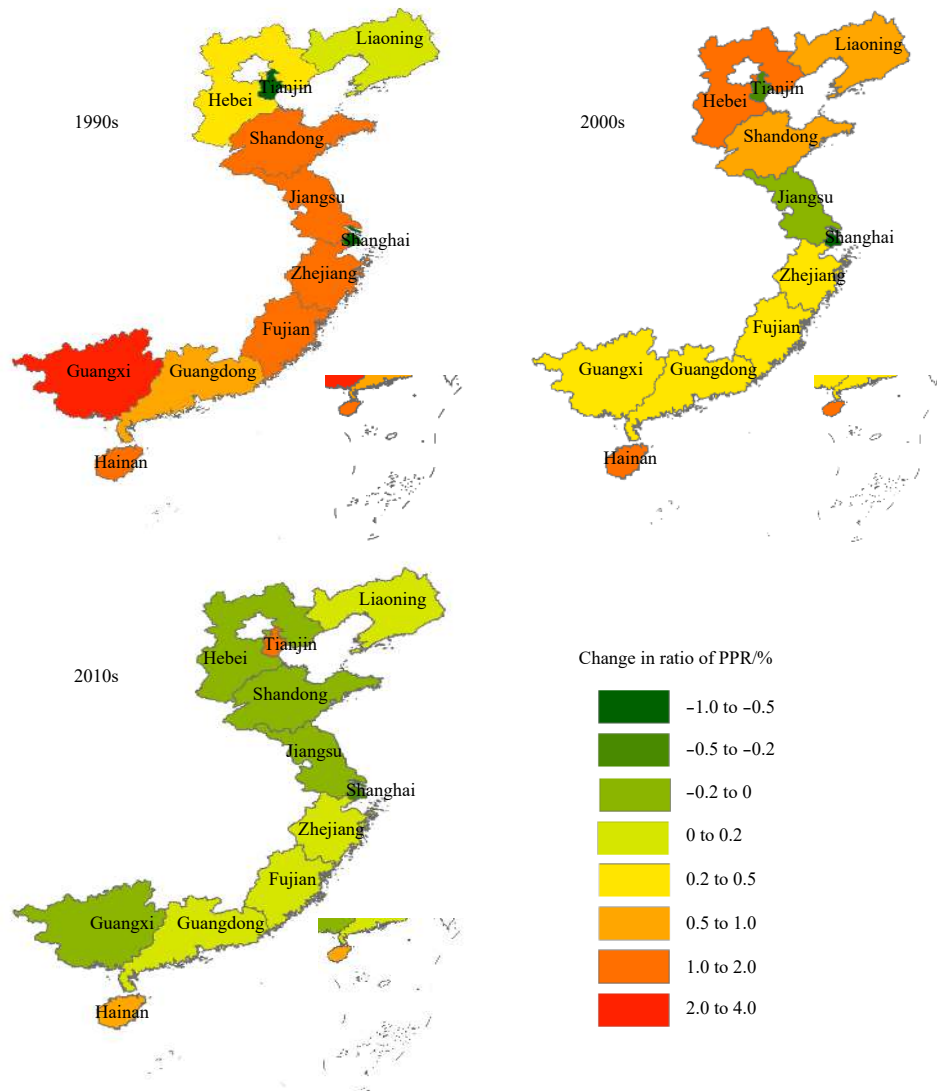 1990s
Liaoning
Tianjin
Hebei
Shandong
Jiangsu
Shanghai
Zhejiang
Fujian
Guangxi
Guangdong
Hainan
2000s
Liaoning
Tianjin
Hebei
Shandong
Jiangsu
Shanghai
Zhejiang
Fujian
Guangxi
Guangdong
Hainan
2010s
Liaoning
Tianjin
Hebei
Shandong
Jiangsu
Shanghai
Zhejiang
Fujian
Guangxi
Guangdong
Hainan
Change in ratio of PPR/%
−1.0 to −0.5
−0.5 to −0.2
−0.2 to 0
0 to 0.2
0.2 to 0.5
0.5 to 1.0
1.0 to 2.0
2.0 to 4.0